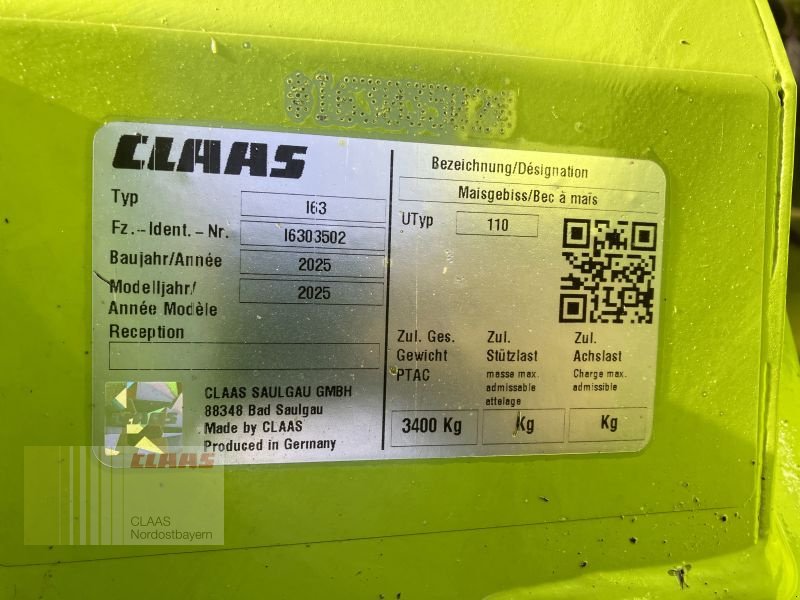 CLAAS
Typ
I63
Fz.-Ident.-Nr.
I6303502
Baujahr/Année
2025
Modelljahr/
Année Modèle
2025
Reception
CLAAS SAULGAU GMBH
88348 Bad Saulgau
Made by CLAAS
Produced in Germany
Bezeichnung/Désignation
Maisgebiss/Bec à maïs
UTyp
110
Zul. Ges.
Gewicht
PTAC
3400 Kg
Zul.
Stützlast
masse max.
admissable
attelage
Kg
Zul.
Achslast
Charge max.
admissible
Kg
CLAAS
CLAAS
Nordostbayern